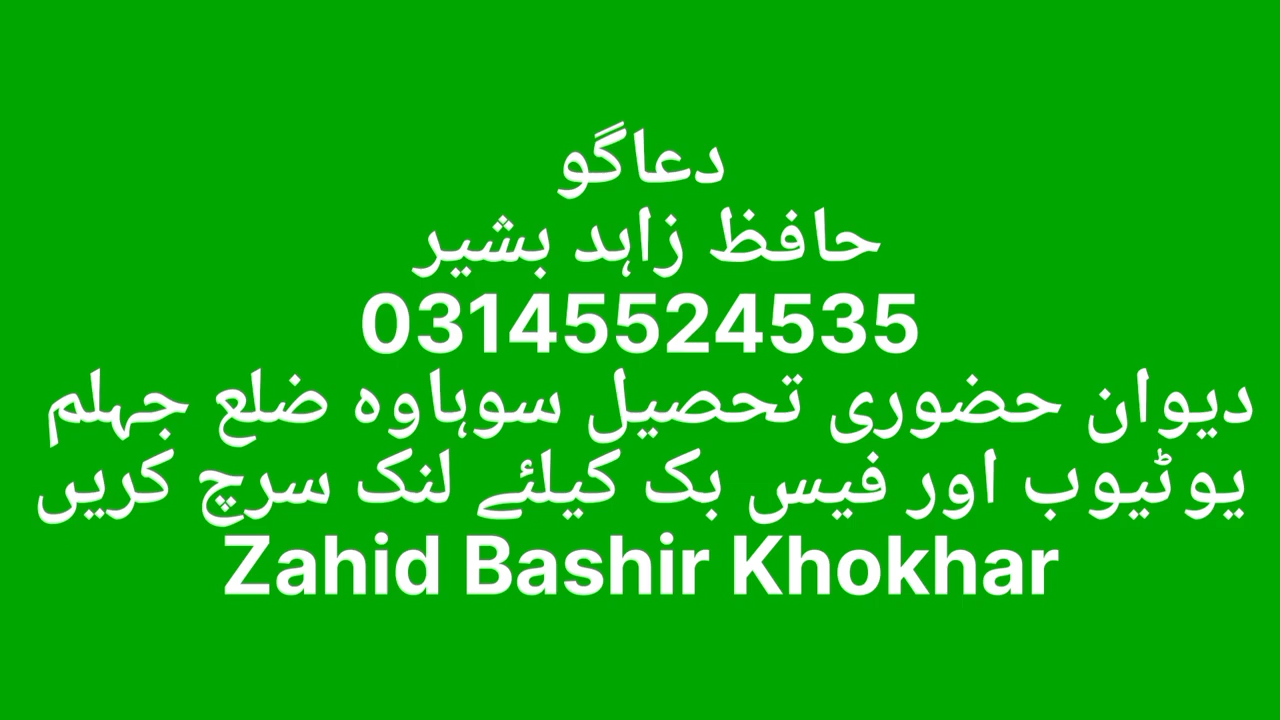 دعاگو
حافظ زاہد بشیر
03145524535
دیوان حضوری تحصیل سوہاوہ ضلع جہلم
یوٹیوب اور فیس بک کیلئے لنک سرچ کریں
Zahid Bashir Khokhar